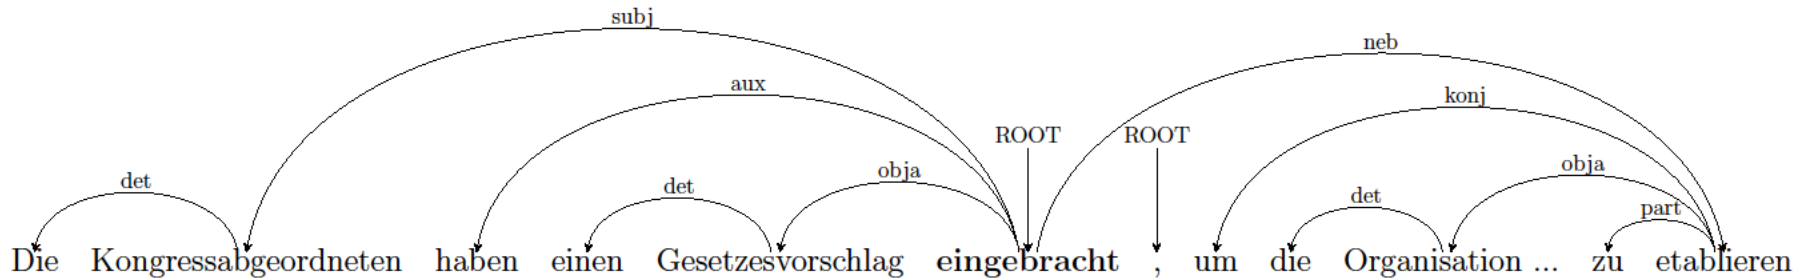 subj
neb
aux
konj
ROOT ROOT
obja
obja
det
det
det
part
Die Kongressabgeordneten haben einen Gesetzesvorschlag eingebracht , um die Organisation ... zu etablieren